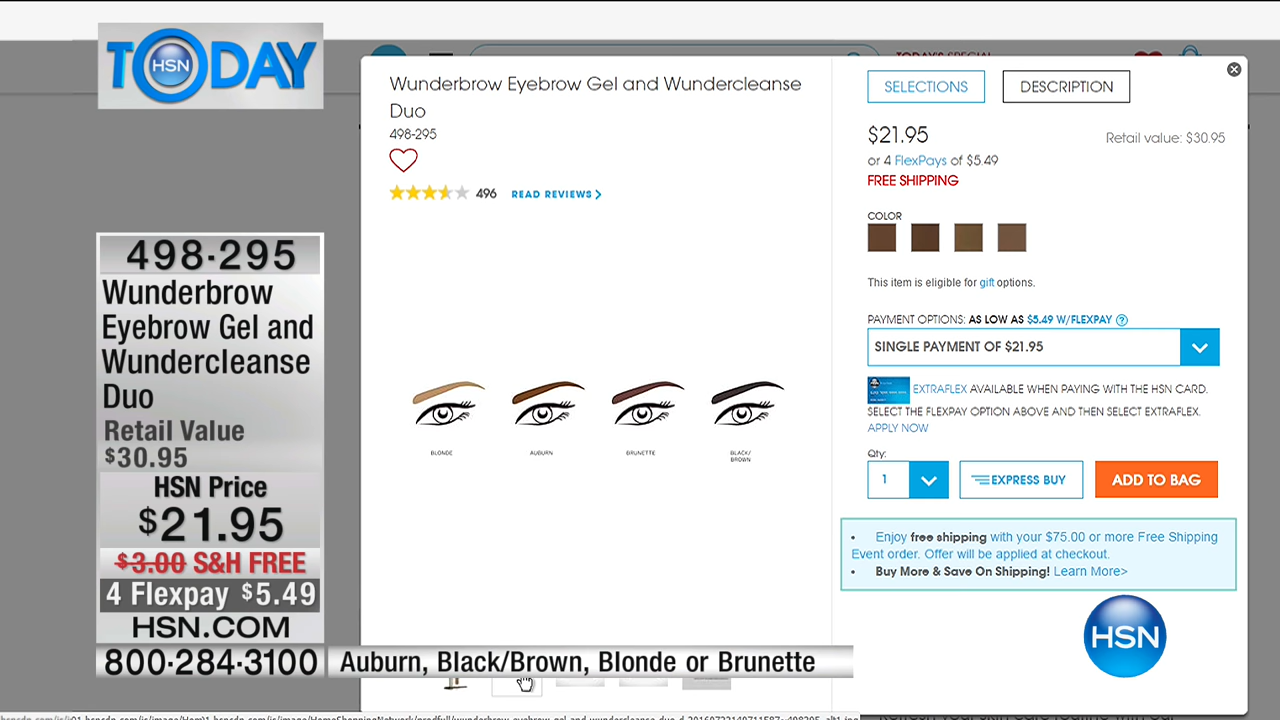 HSN
TODAY
498-295
Wunderbrow
Eyebrow Gel and
Wundercleanse
Duo
Retail Value
$30.95
HSN Price
$21.95
$3.00 S&H FREE
4 Flexpay $5.49
HSN.COM
800-284-3100
Auburn, Black/Brown, Blonde or Brunette
TODAY'S SPECIAL
Wunderbrow Eyebrow Gel and Wundercleanse
Duo
498-295
496 READ REVIEWS >
BLONDE
AUBURN
BRUNETTE
BLACK/
BROWN
SELECTIONS
DESCRIPTION
$21.95
Retail value: $30.95
or 4 FlexPays of $5.49
FREE SHIPPING
COLOR
This item is eligible for gift options.
PAYMENT OPTIONS: AS LOW AS $5.49 W/FLEXPAY ?
SINGLE PAYMENT OF $21.95
EXTRAFLEX AVAILABLE WHEN PAYING WITH THE HSN CARD.
SELECT THE FLEXPAY OPTION ABOVE AND THEN SELECT EXTRAFLEX.
APPLY NOW
Qty:
1
EXPRESS BUY
ADD TO BAG
• Enjoy free shipping with your $75.00 or more Free Shipping
Event order. Offer will be applied at checkout.
• Buy More & Save On Shipping! Learn More>
HSN